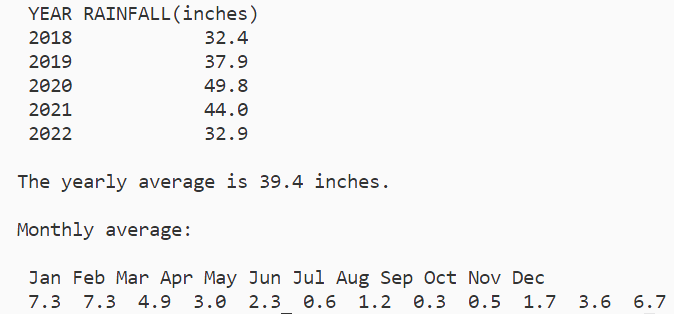 YEAR RAINFALL(inches)
2018 32.4
2019 37.9
2020 49.8
2021 44.0
2022 32.9
The yearly average is 39.4 inches.
Monthly average:
Jan Feb Mar Apr May Jun Jul Aug Sep Oct Nov Dec
7.3 7.3 4.9 3.0 2.3_ 0.6 1.2 0.3 0.5 1.7 3.6 6.7